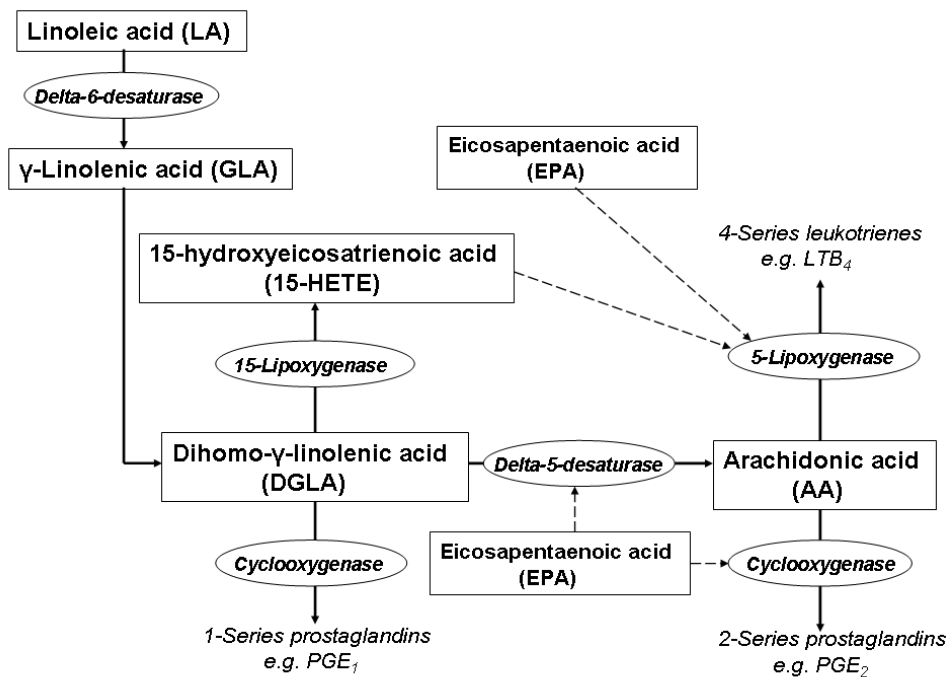 Linoleic acid (LA)
Delta-6-desaturase
γ-Linolenic acid (GLA)
Eicosapentaenoic acid
(EPA)
15-hydroxyeicosatrienoic acid
(15-HETE)
4-Series leukotrienes
e.g. LTB₄
15-Lipoxygenase
5-Lipoxygenase
Dihomo-γ-linolenic acid
(DGLA)
Delta-5-desaturase
Arachidonic acid
(AA)
Cyclooxygenase
Eicosapentaenoic acid
(EPA)
Cyclooxygenase
1-Series prostaglandins
e.g. PGE₁
2-Series prostaglandins
e.g. PGE₂